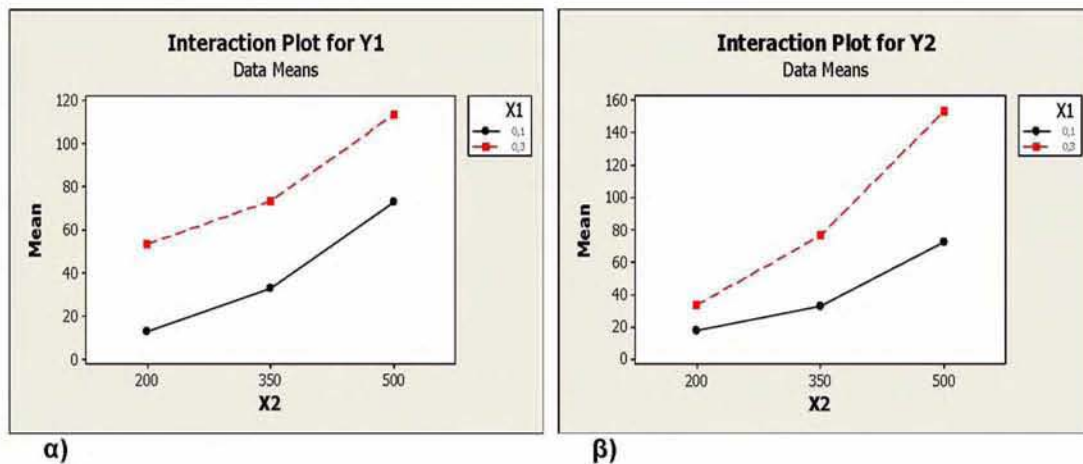 Interaction Plot for Y1
Data Means
120
100
80
60
40
20
0
Mean
200
350
500
X2
X1
0,1
0,3
α)
Interaction Plot for Y2
Data Means
160
140
120
100
80
60
40
20
0
Mean
200
350
500
X2
X1
0,1
0,3
β)